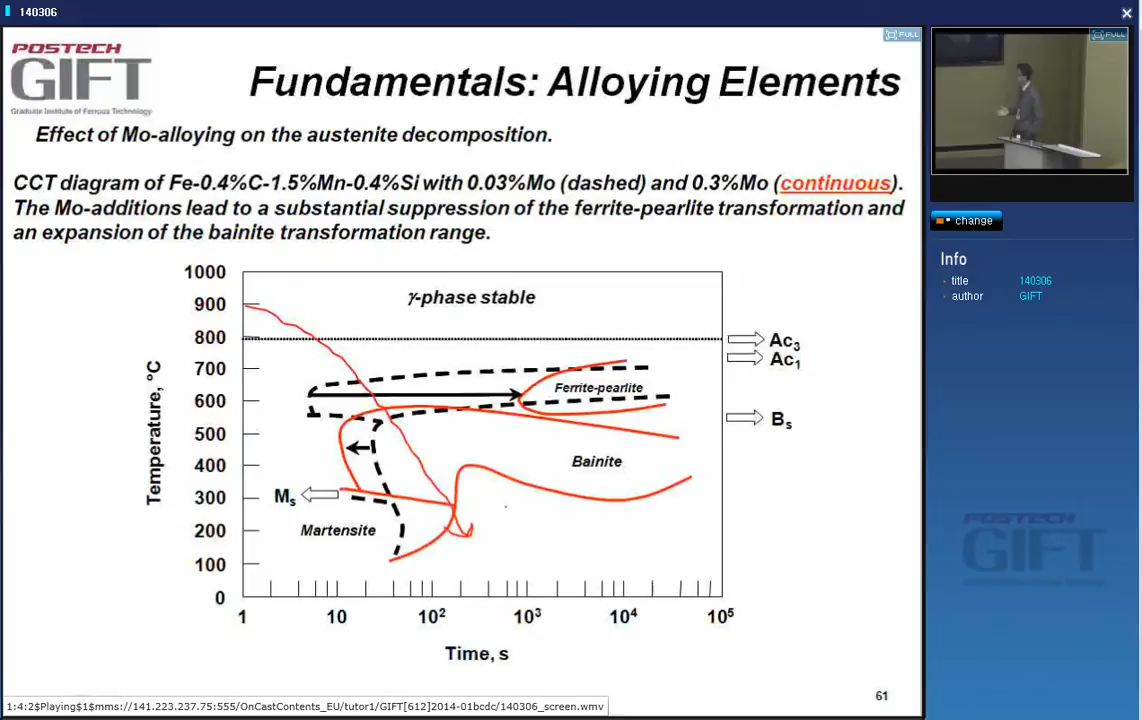 140306
POSTECH
GIFT
Graduate Institute of Ferrous Technology
FULL
FULL
Fundamentals: Alloying Elements
Effect of Mo-alloying on the austenite decomposition.
CCT diagram of Fe-0.4%C-1.5%Mn-0.4%Si with 0.03%Mo (dashed) and 0.3%Mo (continuous).
The Mo-additions lead to a substantial suppression of the ferrite-pearlite transformation and
an expansion of the bainite transformation range.
change
Info
title 140306
author GIFT
1000
900
800
700
600
500
400
300
200
100
0
Temperature, °C
γ-phase stable
Ac3
Ac1
Ferrite-pearlite
Bs
Bainite
Ms
Martensite
1 10 10² 10³ 10⁴ 10⁵
Time, s
POSTECH
GIFT
61
1:4:2$Playing$1$mms://141.223.237.75:555/OnCastContents_EU/tutor1/GIFT[612]2014-01bcdc/140306_screen.wmv